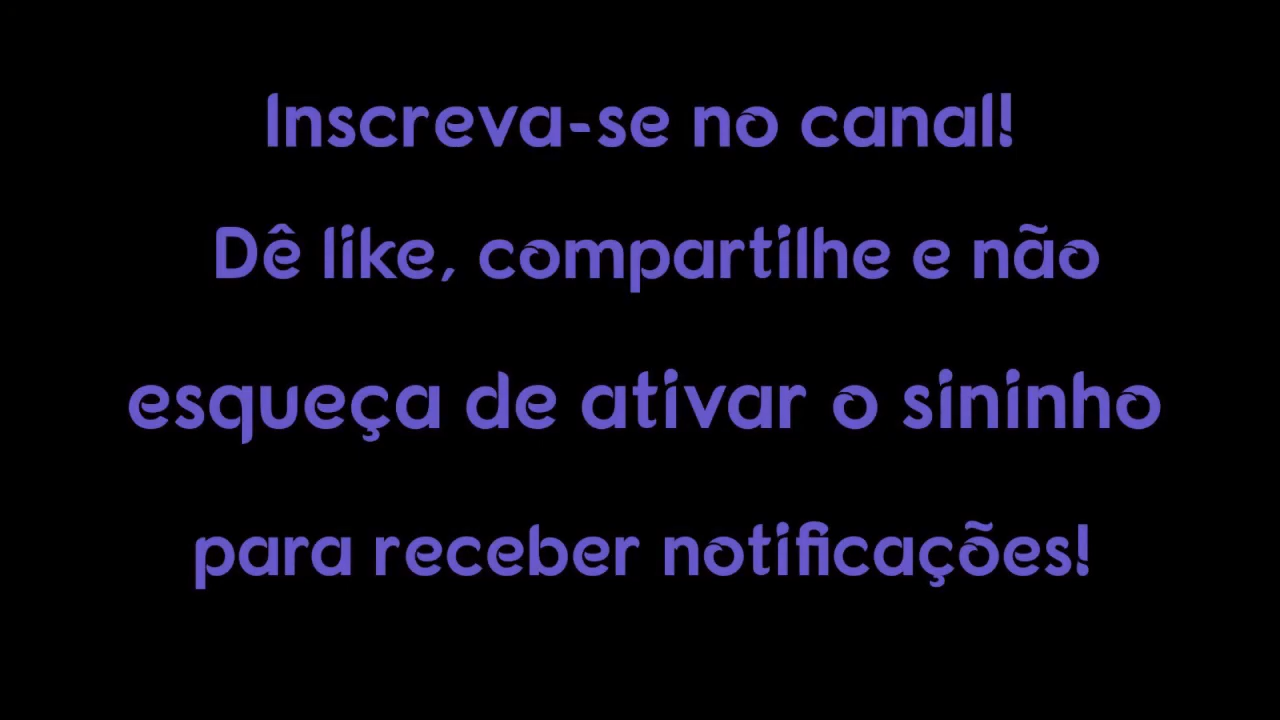 Inscreva-se no canal!
Dê like, compartilhe e não
esqueça de ativar o sininho
para receber notificações!